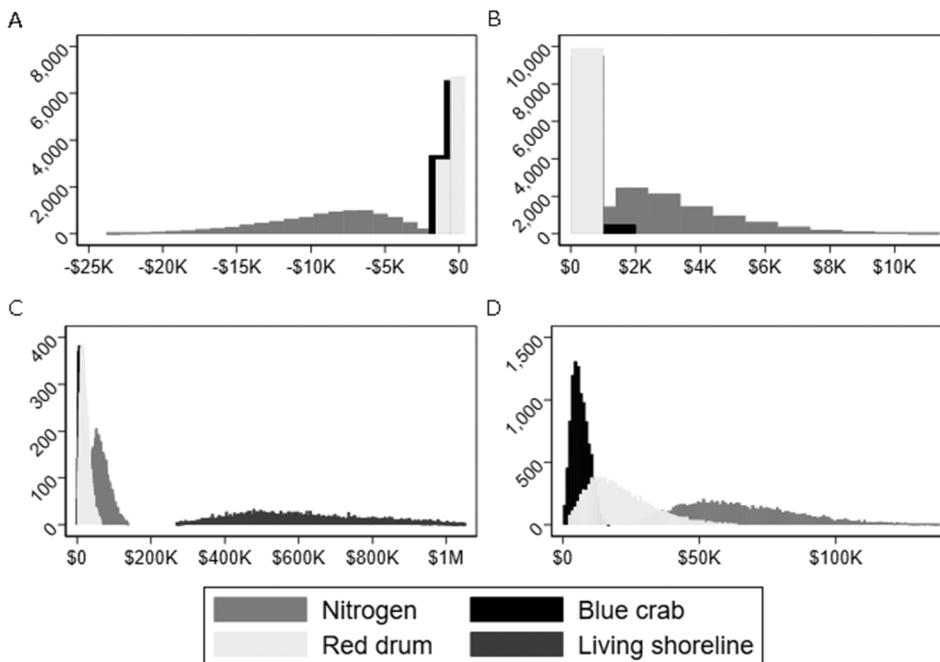 A
8,000
6,000
4,000
2,000
0
-$25K -$20K -$15K -$10K -$5K $0
B
10,000
8,000
6,000
4,000
2,000
0
$0 $2K $4K $6K $8K $10K
C
400
300
200
100
0
$0 $200K $400K $600K $800K $1M
D
1,500
1,000
500
0
$0 $50K $100K
Nitrogen Blue crab
Red drum Living shoreline